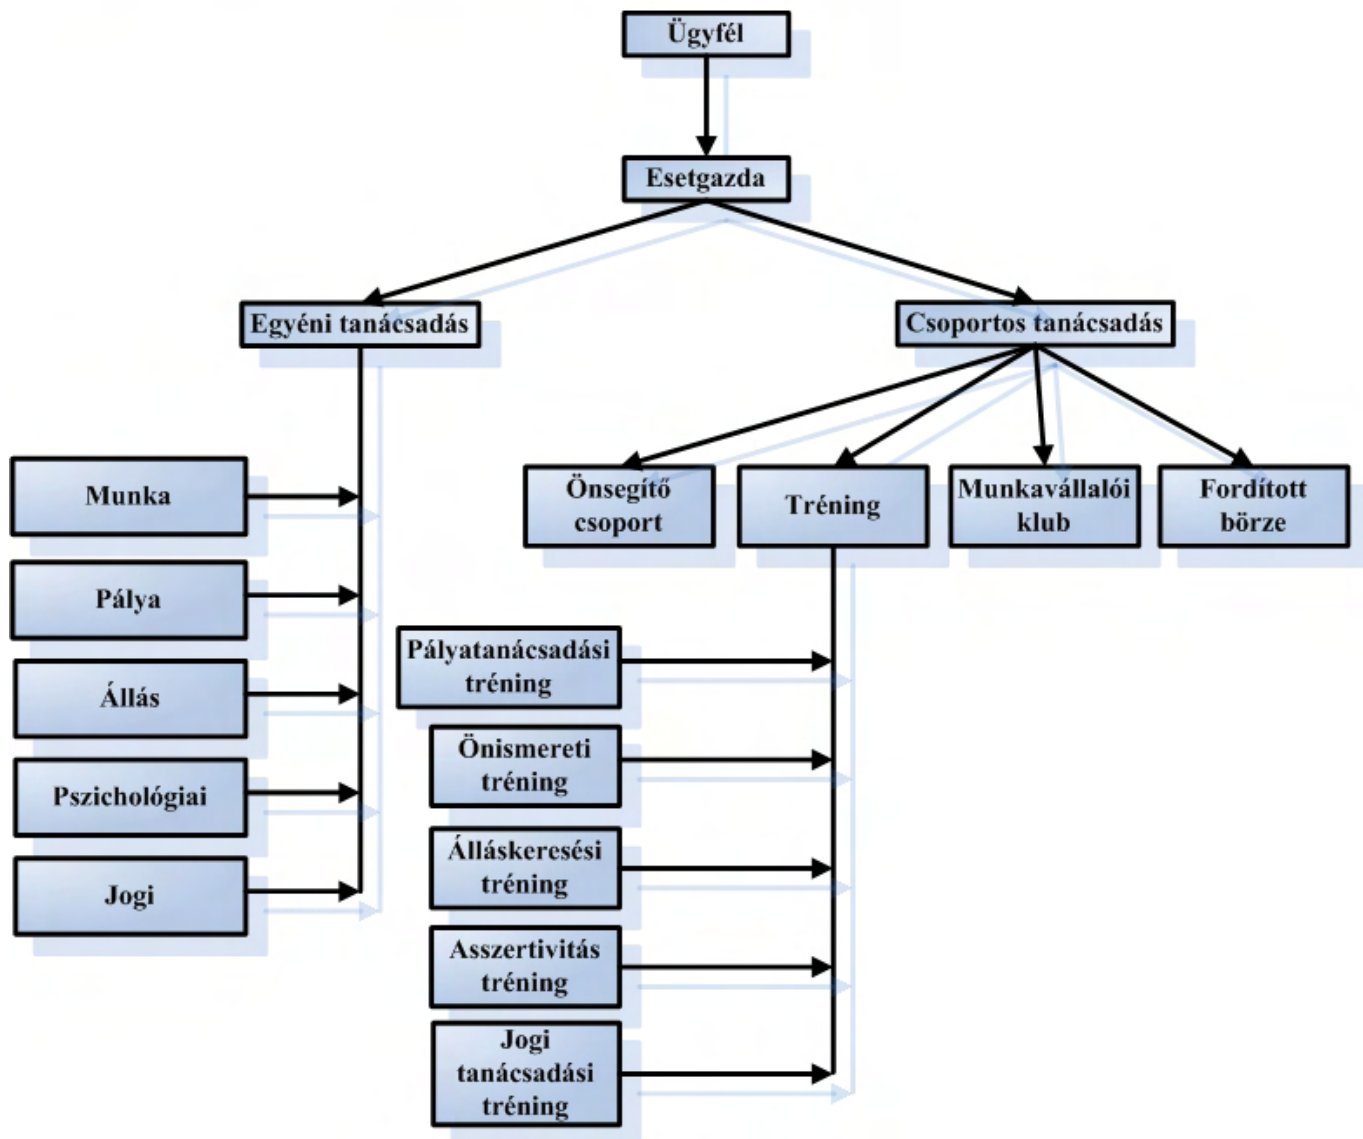 Ügyfél
Esetgazda
Egyéni tanácsadás
Csoportos tanácsadás
Munka
Pálya
Állás
Pszichológiai
Jogi
Önsegítő
csoport
Tréning
Munkavállalói
klub
Fordított
börze
Pályatanácsadási
tréning
Önismereti
tréning
Álláskeresési
tréning
Asszertivitás
tréning
Jogi
tanácsadási
tréning